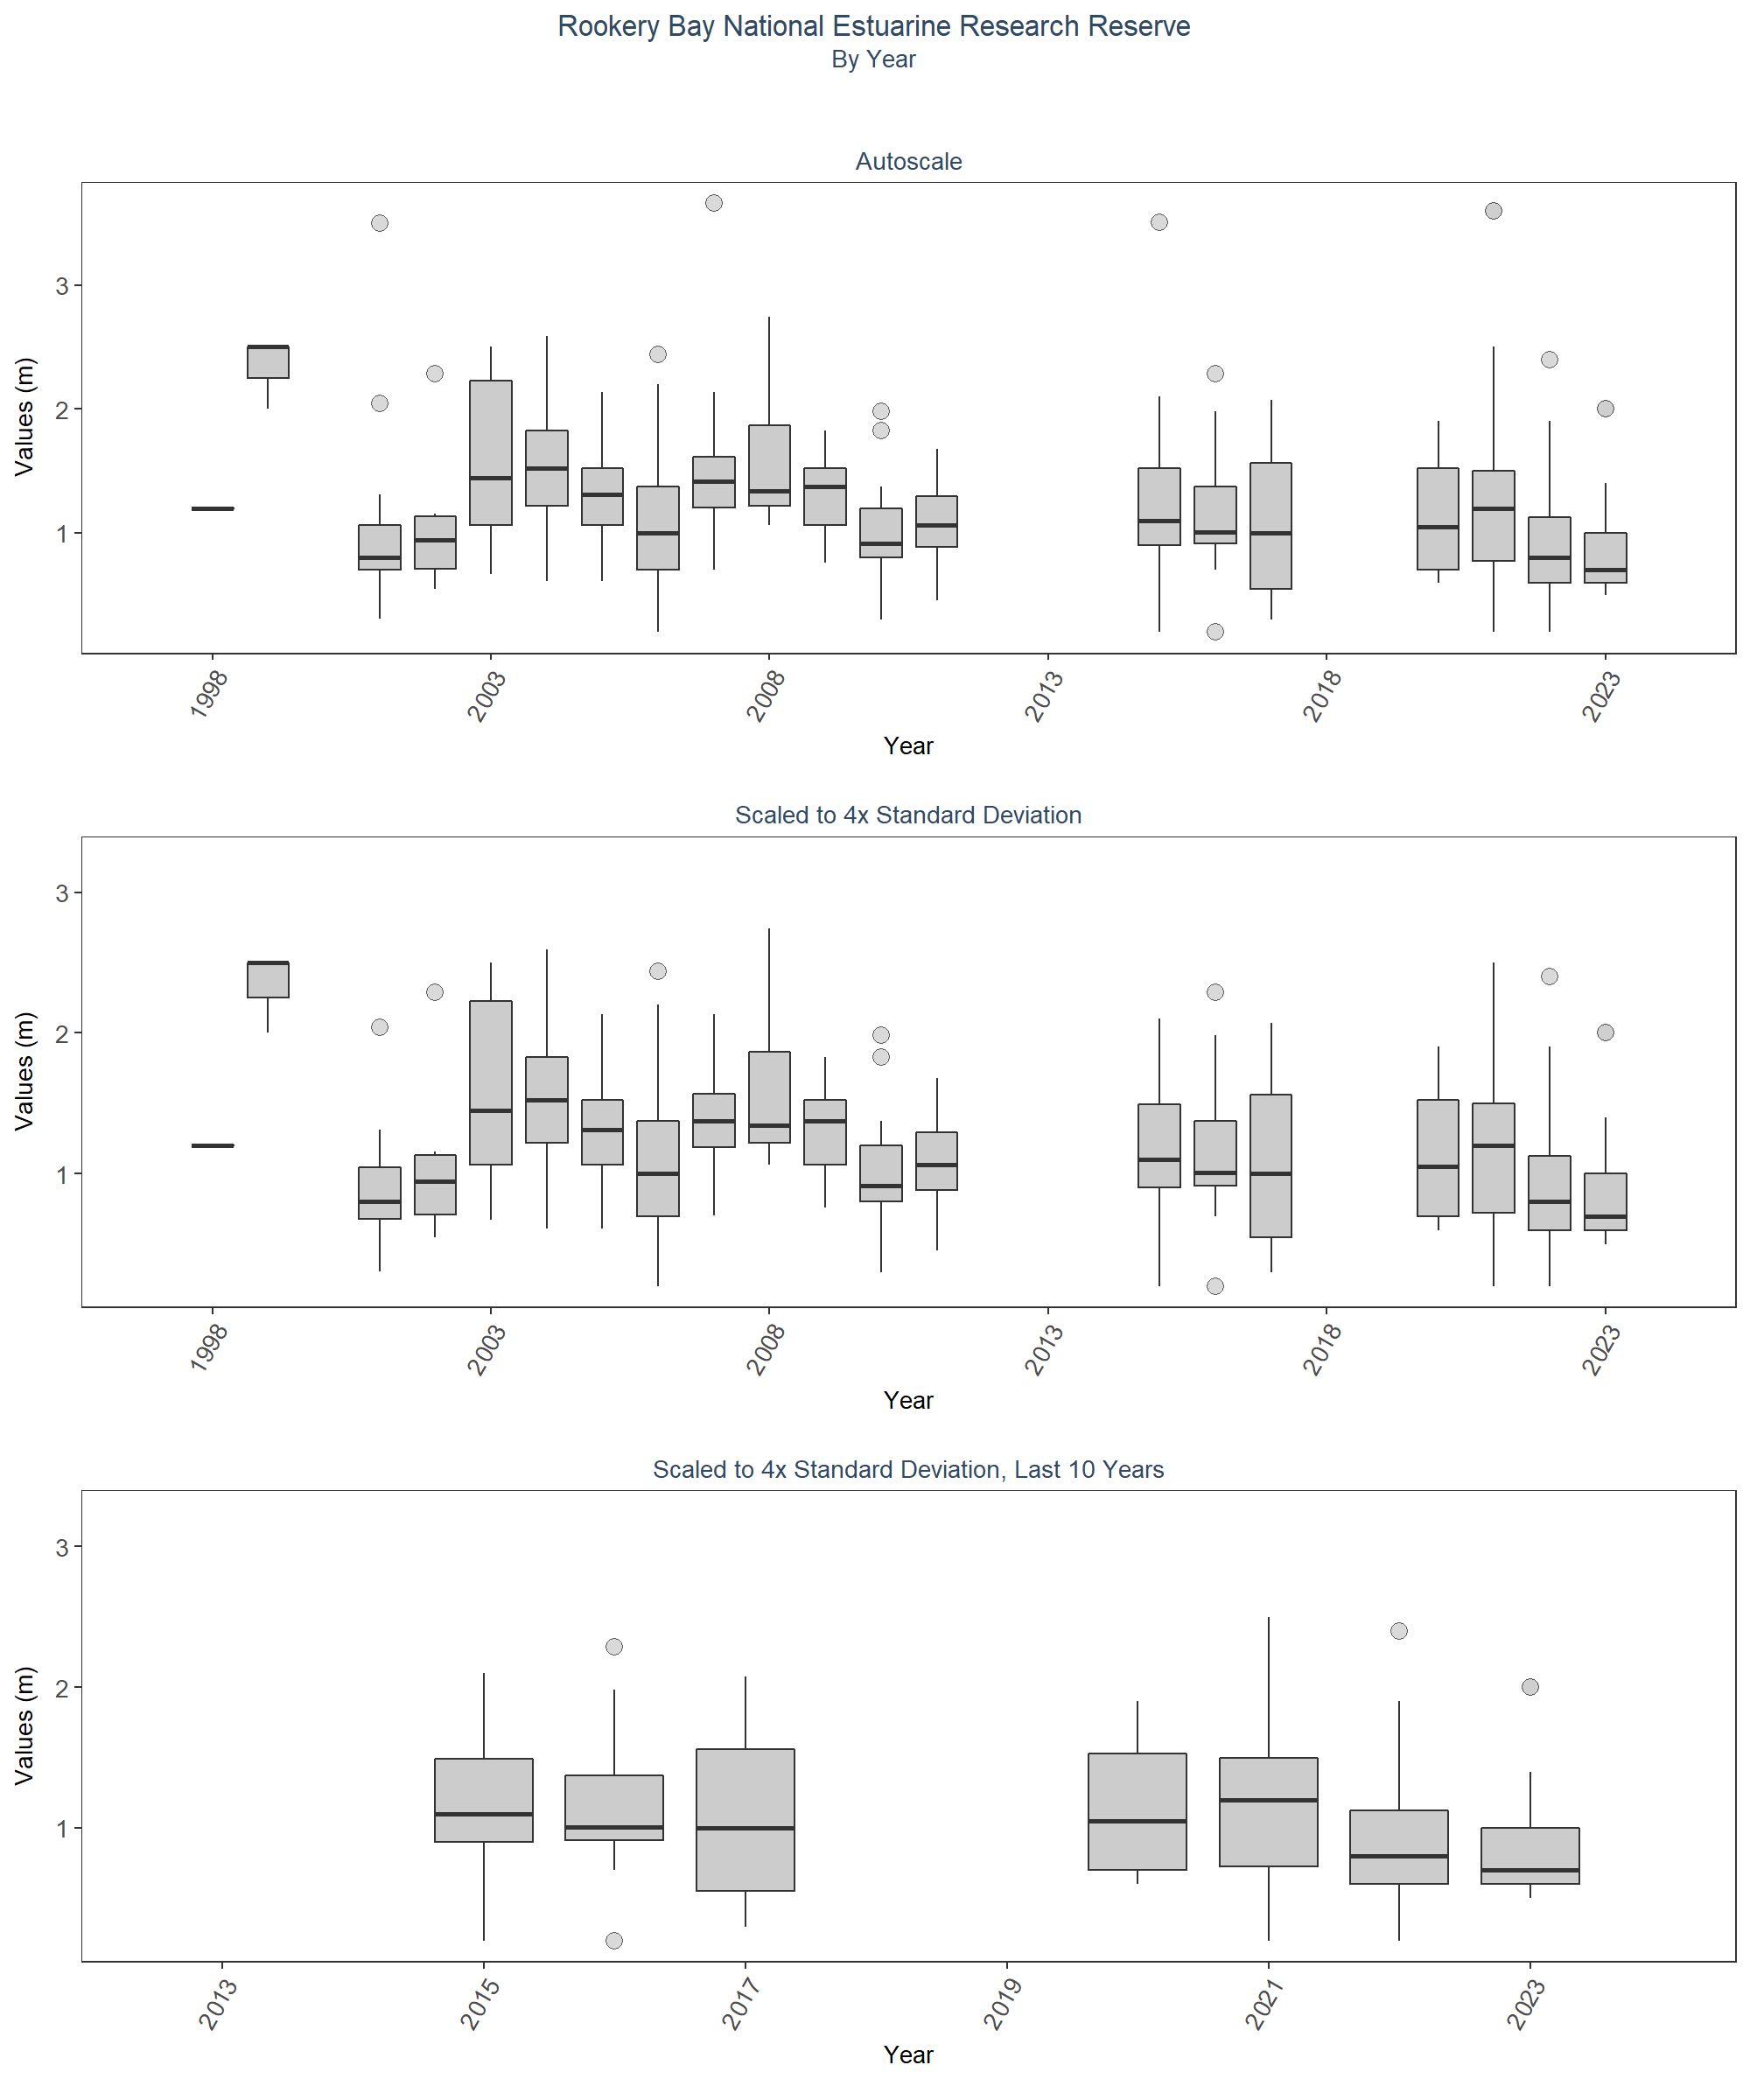 Rookery Bay National Estuarine Research Reserve
By Year
Autoscale
Values (m)
3
2
1
1998
2003
2008
2013
2018
2023
Year
Scaled to 4x Standard Deviation
Values (m)
3
2
1
1998
2003
2008
2013
2018
2023
Year
Scaled to 4x Standard Deviation, Last 10 Years
Values (m)
3
2
1
2013
2015
2017
2019
2021
2023
Year